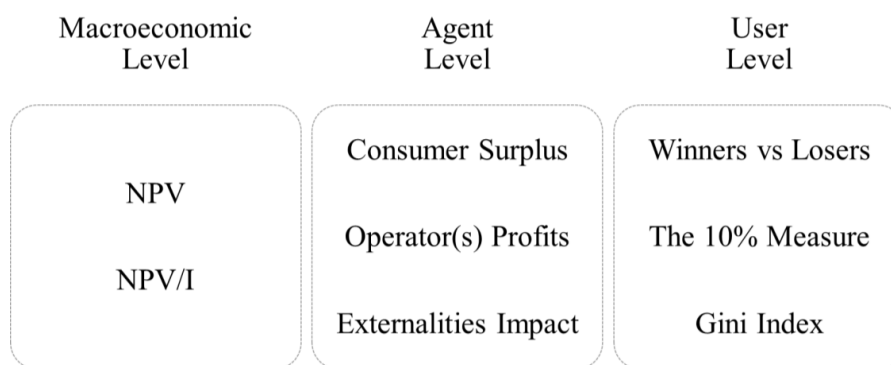 Macroeconomic
Level
Agent
Level
User
Level
NPV
NPV/I
Consumer Surplus
Operator(s) Profits
Externalities Impact
Winners vs Losers
The 10% Measure
Gini Index